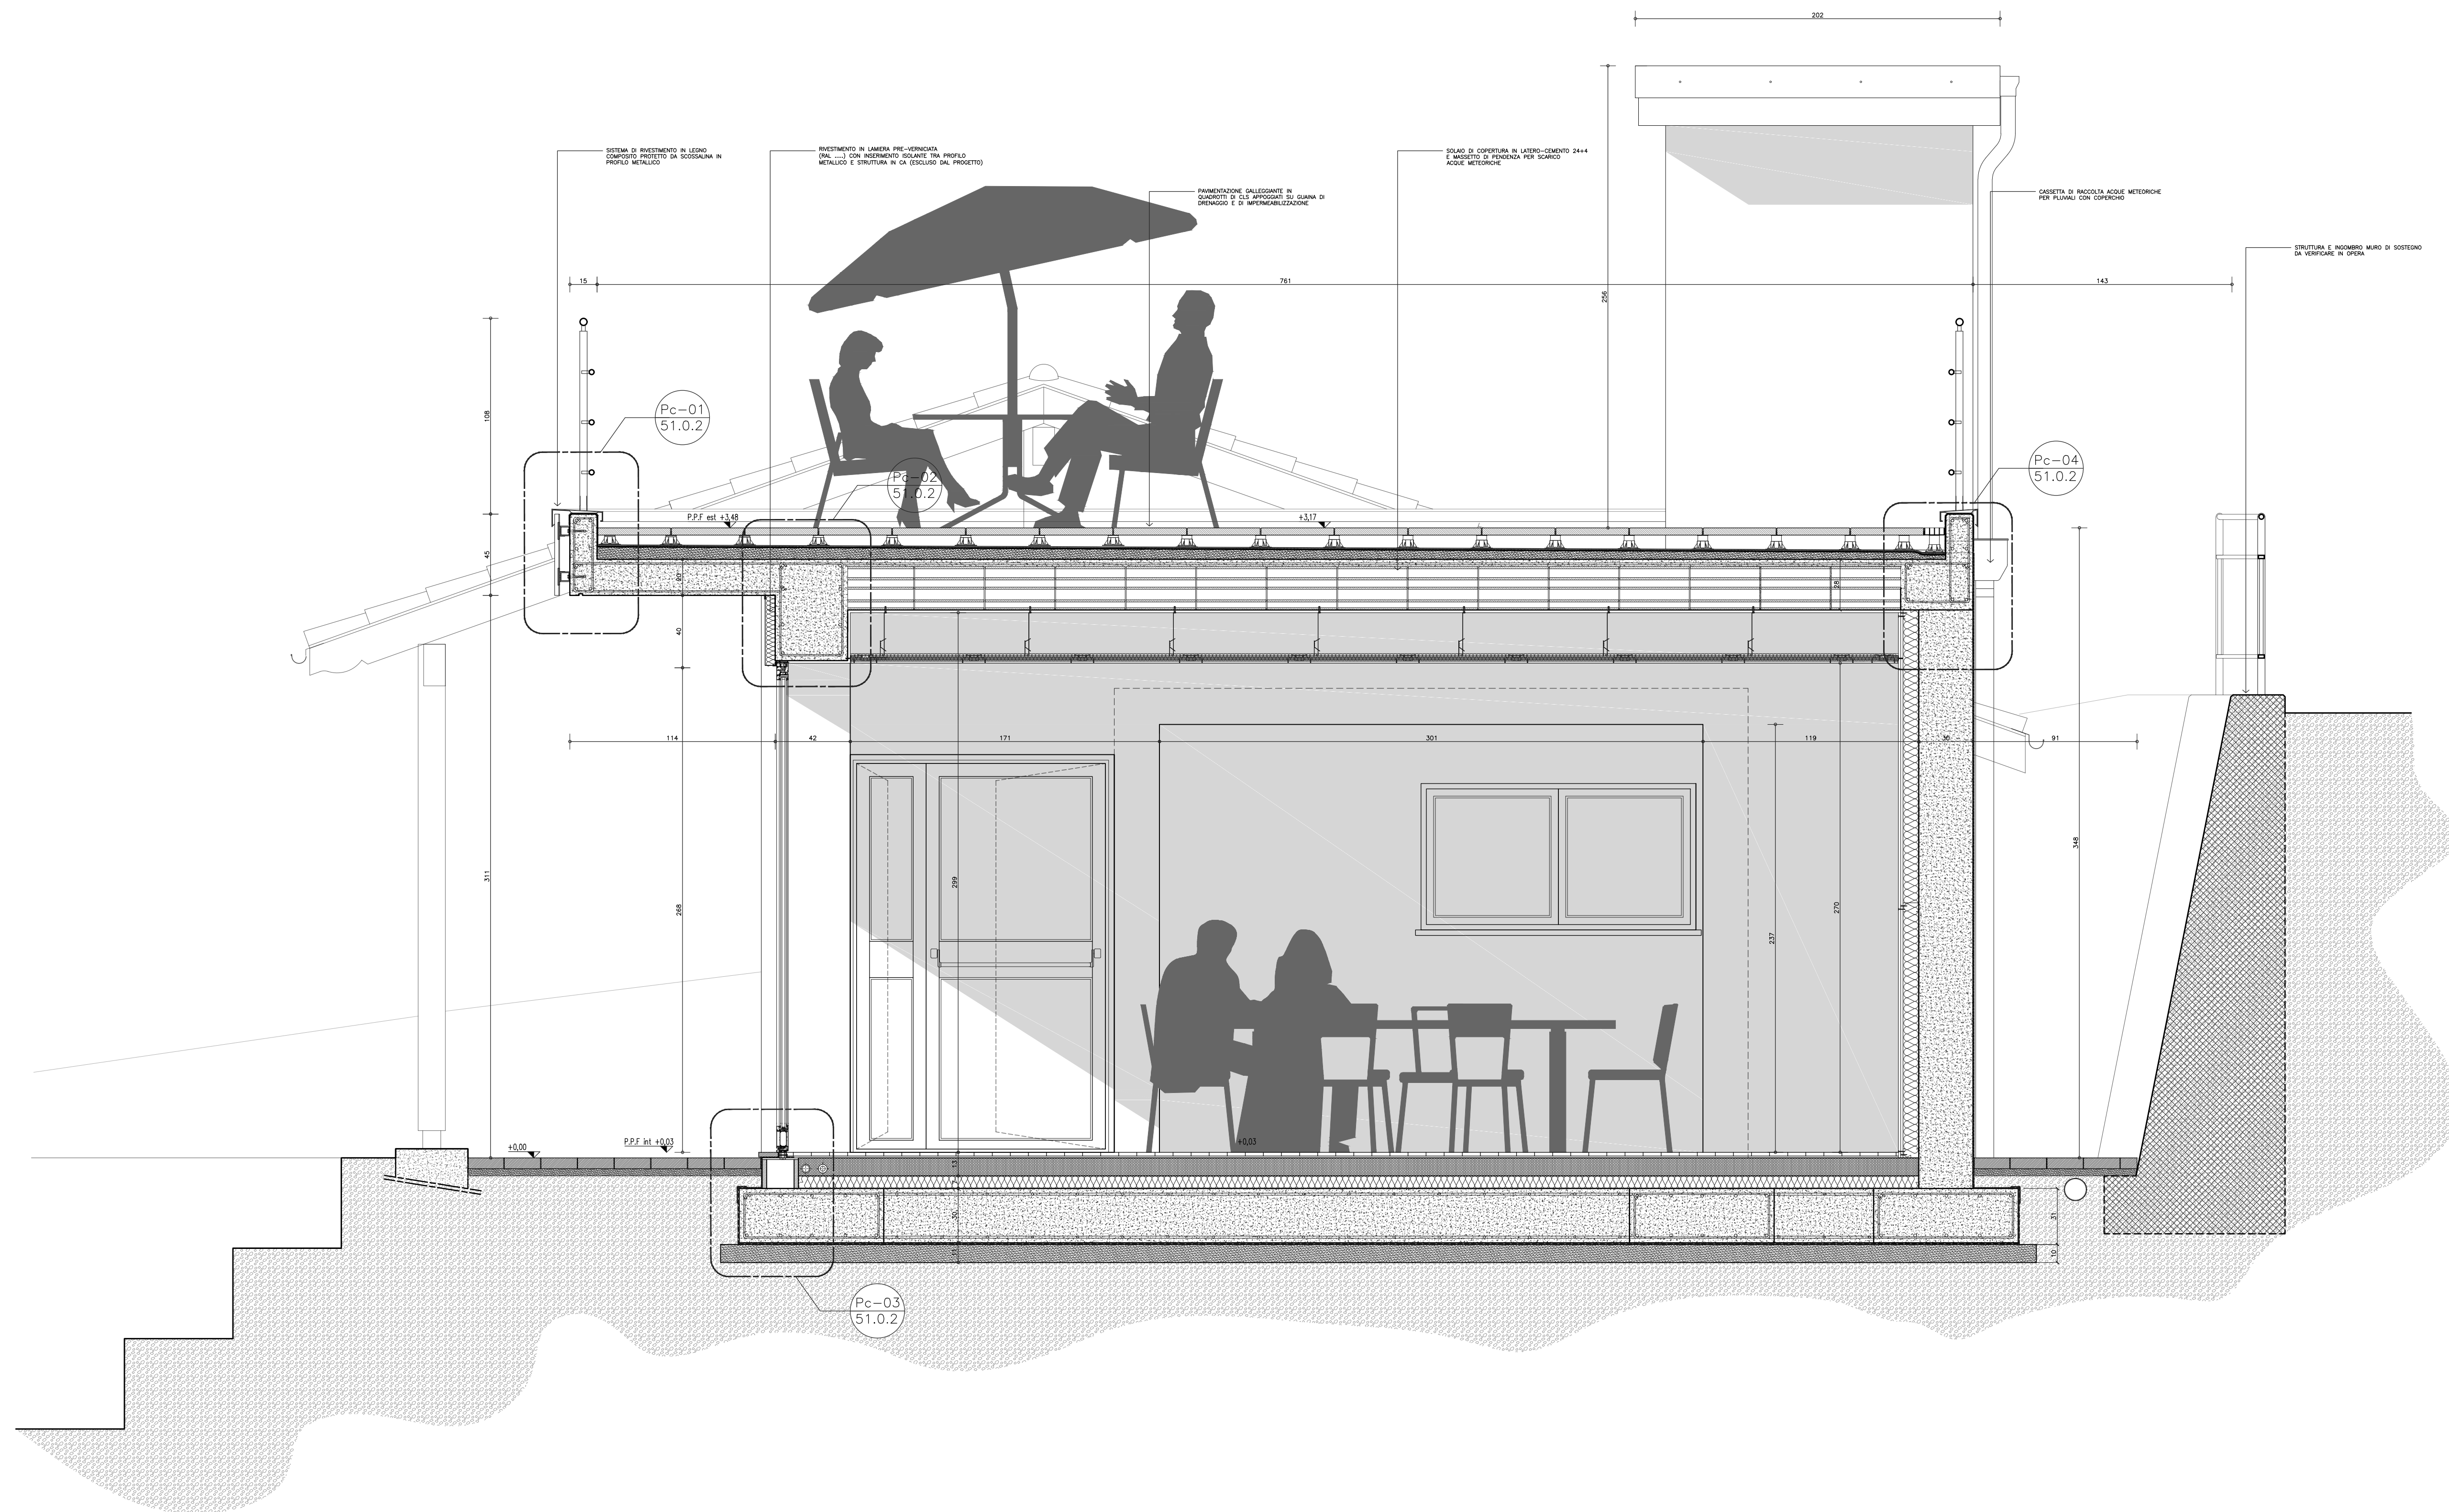 202
SISTEMA DI RIVESTIMENTO IN LEGNO
COMPOSITO PROTETTO DA SCOSSALINA IN
PROFILO METALLICO
RIVESTIMENTO IN LAMIERA PRE-VERNICIATA
(RAL ....) CON INSERIMENTO ISOLANTE TRA PROFILO
METALLICO E STRUTTURA IN CA (ESCLUSO DAL PROGETTO)
SOLAIO DI COPERTURA IN LATERO-CEMENTO 24+4
E MASSETTO DI PENDENZA PER SCARICO
ACQUE METEORICHE
PAVIMENTAZIONE GALLEGGIANTE IN
QUADROTTI DI CLS APPOGGIATI SU GUAINA DI
DRENAGGIO E DI IMPERMEABILIZZAZIONE
CASSETTA DI RACCOLTA ACQUE METEORICHE
PER PLUVIALI CON COPERCHIO
STRUTTURA E INGOMBRO MURO DI SOSTEGNO
DA VERIFICARE IN OPERA
15
761
143
256
108
Pc-01
51.0.2
Pc-02
51.0.2
Pc-04
51.0.2
P.P.F est +3,48
+3,17
45
20
28
40
114
42
171
301
119
36
91
311
268
299
237
270
348
+0,00
P.P.F int +0,03
+0,03
13
7
30
11
31
10
Pc-03
51.0.2